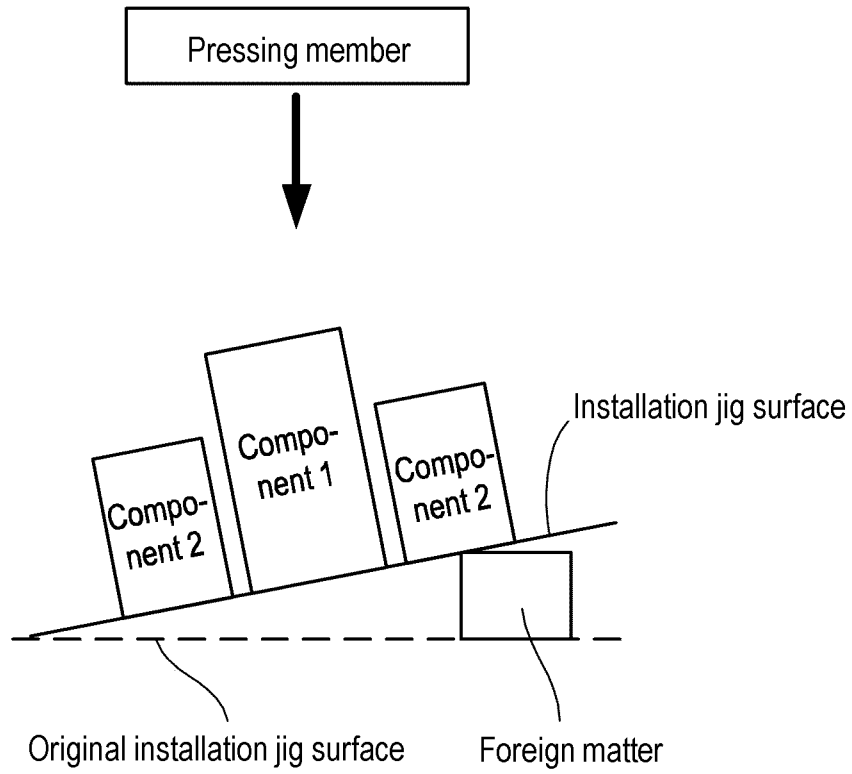 Pressing member
Installation jig surface
Compo-
nent 1
Compo-
nent 2
Compo-
nent 2
Original installation jig surface
Foreign matter